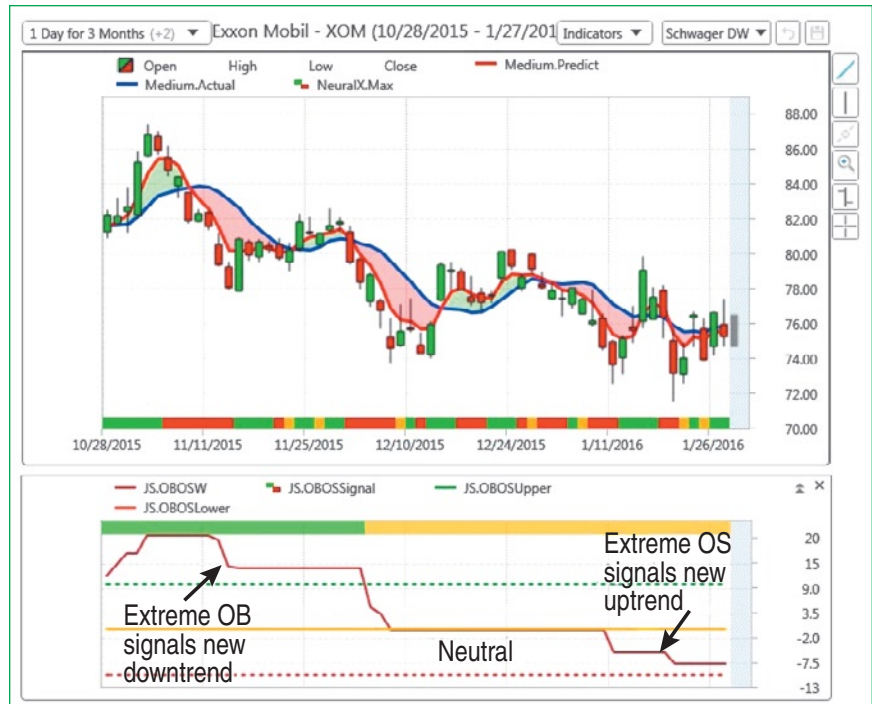 1 Day for 3 Months (+2) Exxon Mobil - XOM (10/28/2015 - 1/27/201 Indicators Schwager DW
Open High Low Close Medium.Predict
Medium.Actual NeuralX.Max
88.00
86.00
84.00
82.00
80.00
78.00
76.00
74.00
72.00
70.00
10/28/2015 11/11/2015 11/25/2015 12/10/2015 12/24/2015 1/11/2016 1/26/2016
JS.OBOSW JS.OBOSSignal JS.OBOSUpper
JS.OBOSLower
20
15
9.0
3.5
-2.0
-7.5
-13
Extreme OB
signals new
downtrend
Neutral
Extreme OS
signals new
uptrend